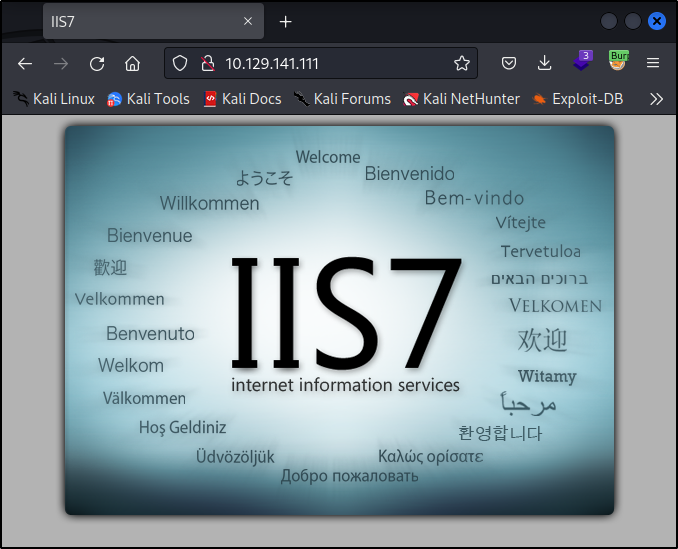 IIS7
10.129.141.111
3
Burp
Kali Linux
Kali Tools
Kali Docs
Kali Forums
Kali NetHunter
Exploit-DB
Welcome
ようこそ
Bienvenido
Willkommen
Bem-vindo
Bienvenue
Vítejte
歡迎
Tervetuloa
ברוכים הבאים
Velkommen
VELKOMEN
Benvenuto
欢迎
Welkom
Witamy
Välkommen
مرحباً
Hoş Geldiniz
환영합니다
Üdvözöljük
Καλώς ορίσατε
Добро пожаловать
IIS7
internet information services